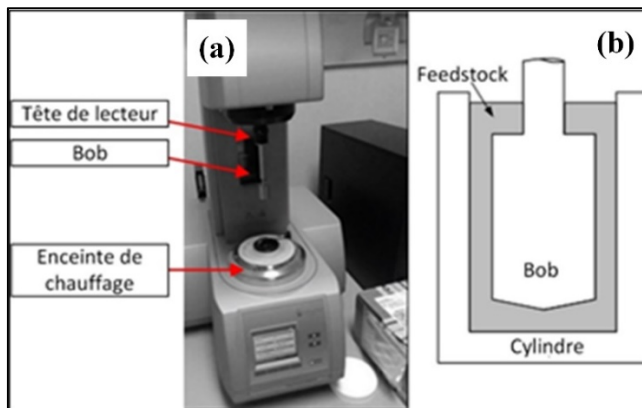 (a)
Tête de lecteur
Bob
Enceinte de
chauffage
(b)
Feedstock
Bob
Cylindre